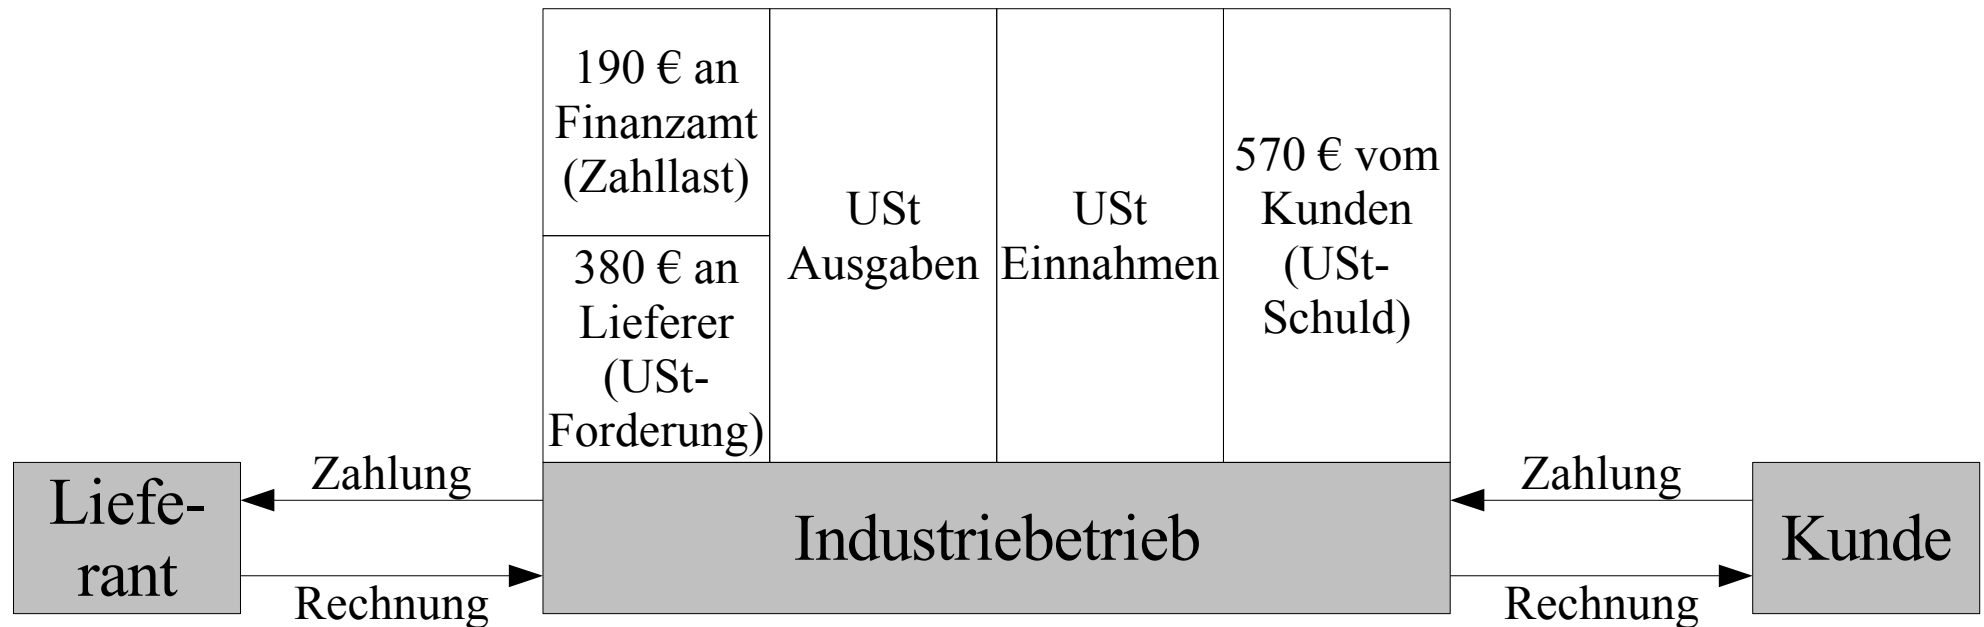 190 € an
Finanzamt
(Zahllast)
380 € an
Lieferer
(USt-
Forderung)
USt
Ausgaben
USt
Einnahmen
570 € vom
Kunden
(USt-
Schuld)
Liefe-
rant
Zahlung
Rechnung
Industriebetrieb
Zahlung
Rechnung
Kunde